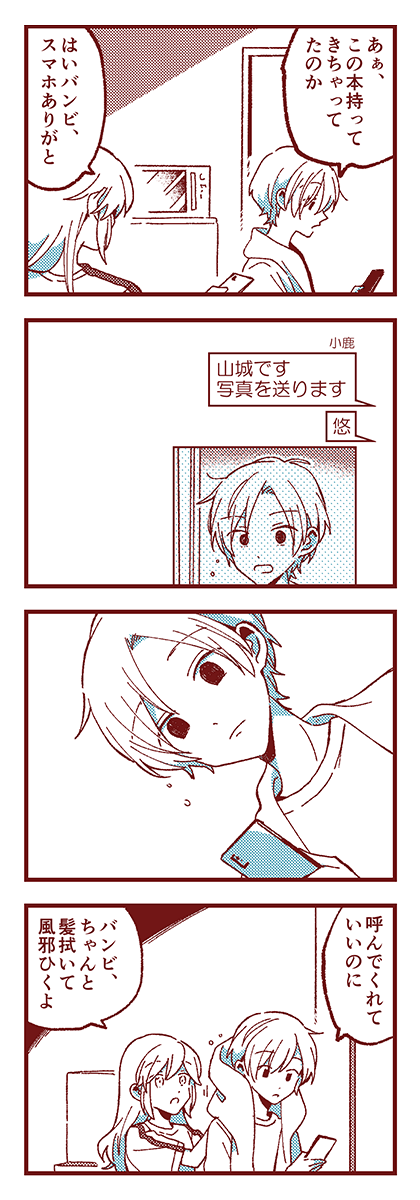 あぁ、
この本持って
きちゃって
たのか
はいバンビ、
スマホありがと
小鹿
山城です
写真を送ります
悠
呼んでくれて
いいのに
バンビ、
ちゃんと
髪拭いて
風邪ひくよ